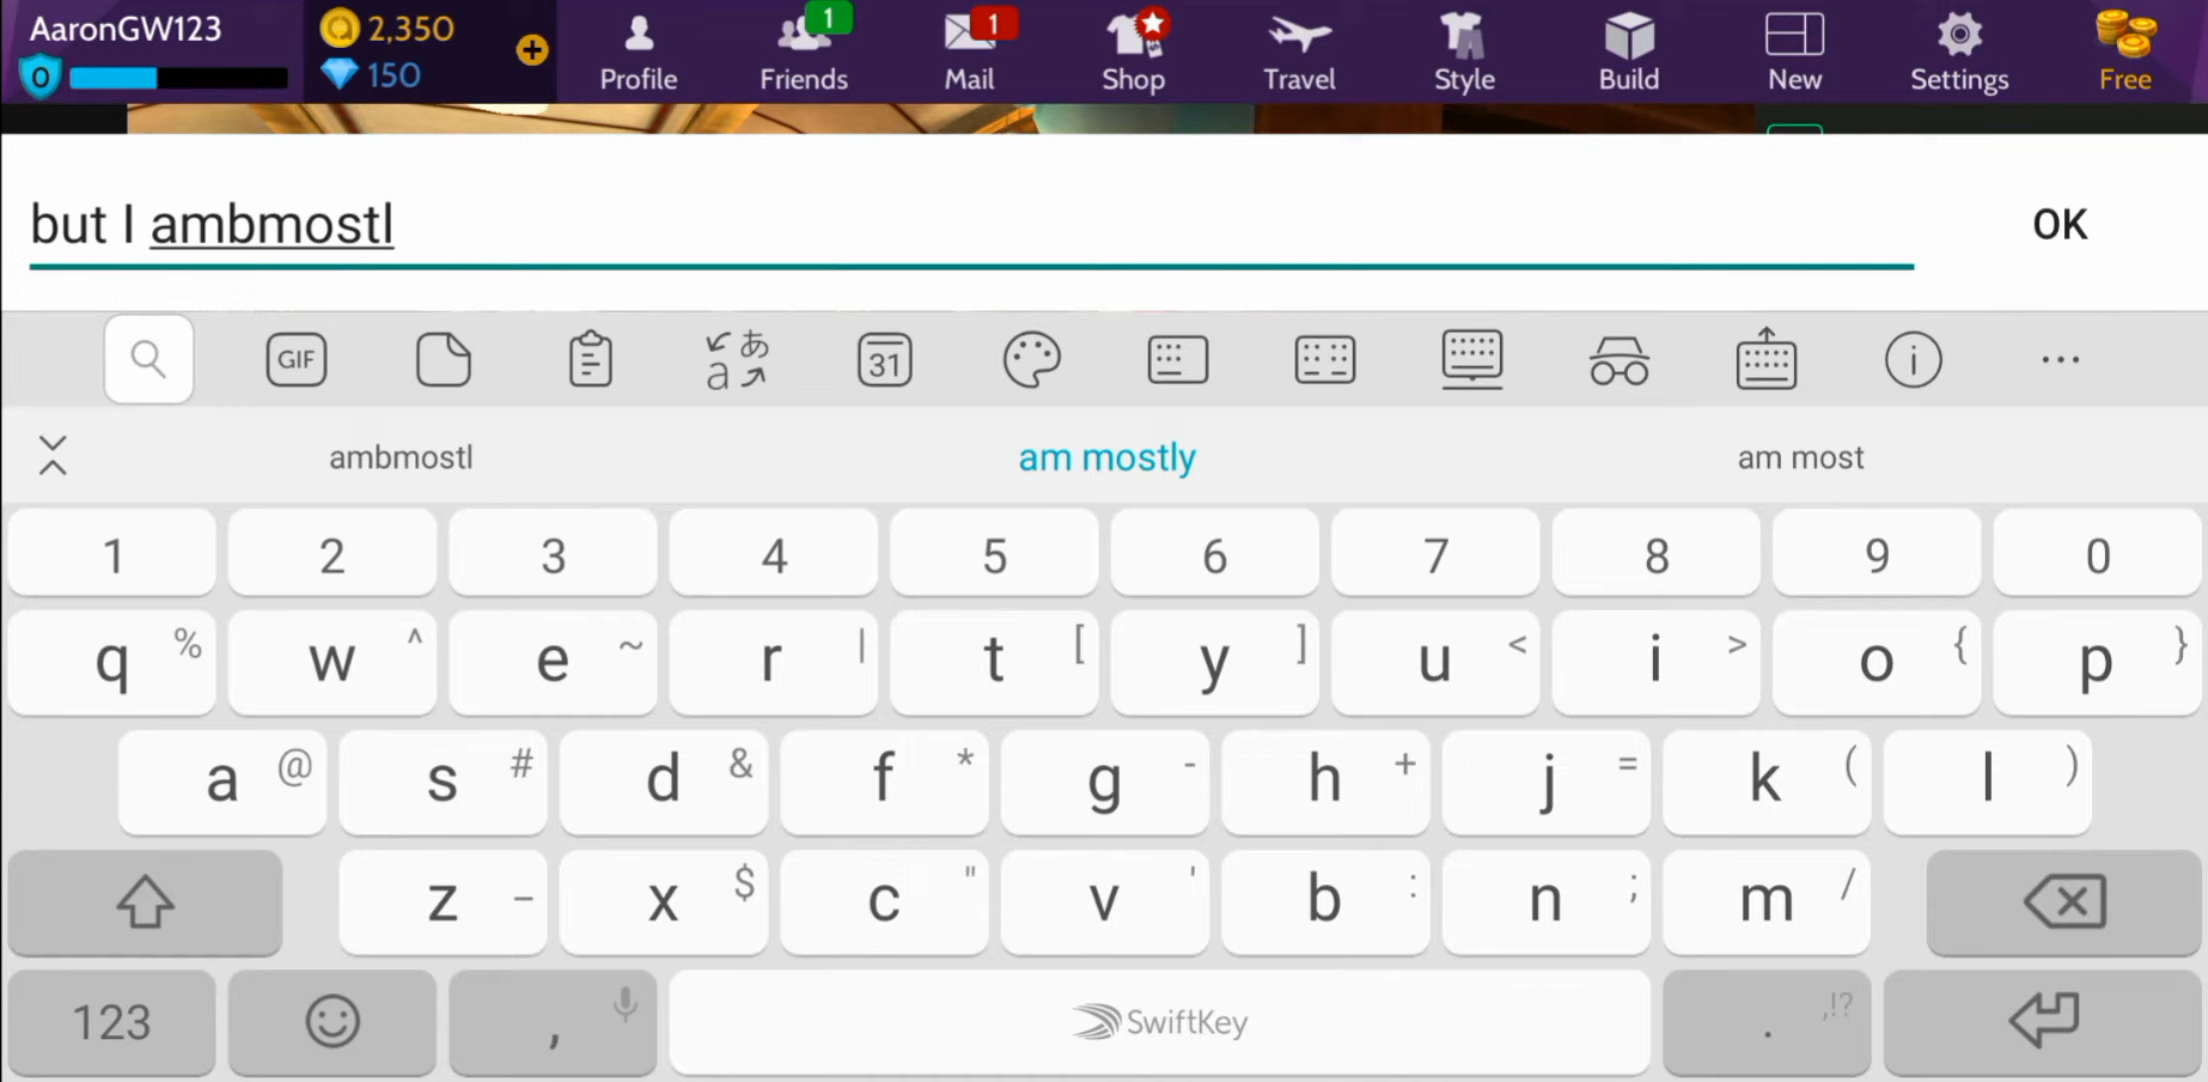 AaronGW123
0
2,350
150
Profile
1
Friends
1
Mail
Shop
Travel
Style
Build
New
Settings
Free
but I ambmostl
OK
GIF
あ
a
31
i
...
ambmostl
am mostly
am most
1 2 3 4 5 6 7 8 9 0
q % w ^ e ~ r | t [ y ] u < i > o { p }
a @ s # d & f * g - h + j = k ( l )
z _ x $ c " v ' b : n ; m /
123 , SwiftKey . ,!?